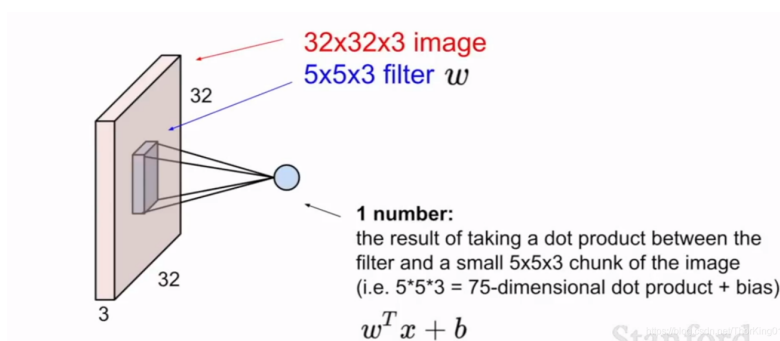 32x32x3 image
5x5x3 filter w
32
1 number:
the result of taking a dot product between the
filter and a small 5x5x3 chunk of the image
(i.e. 5*5*3 = 75-dimensional dot product + bias)
32
3
wᵀx + b
Stanford